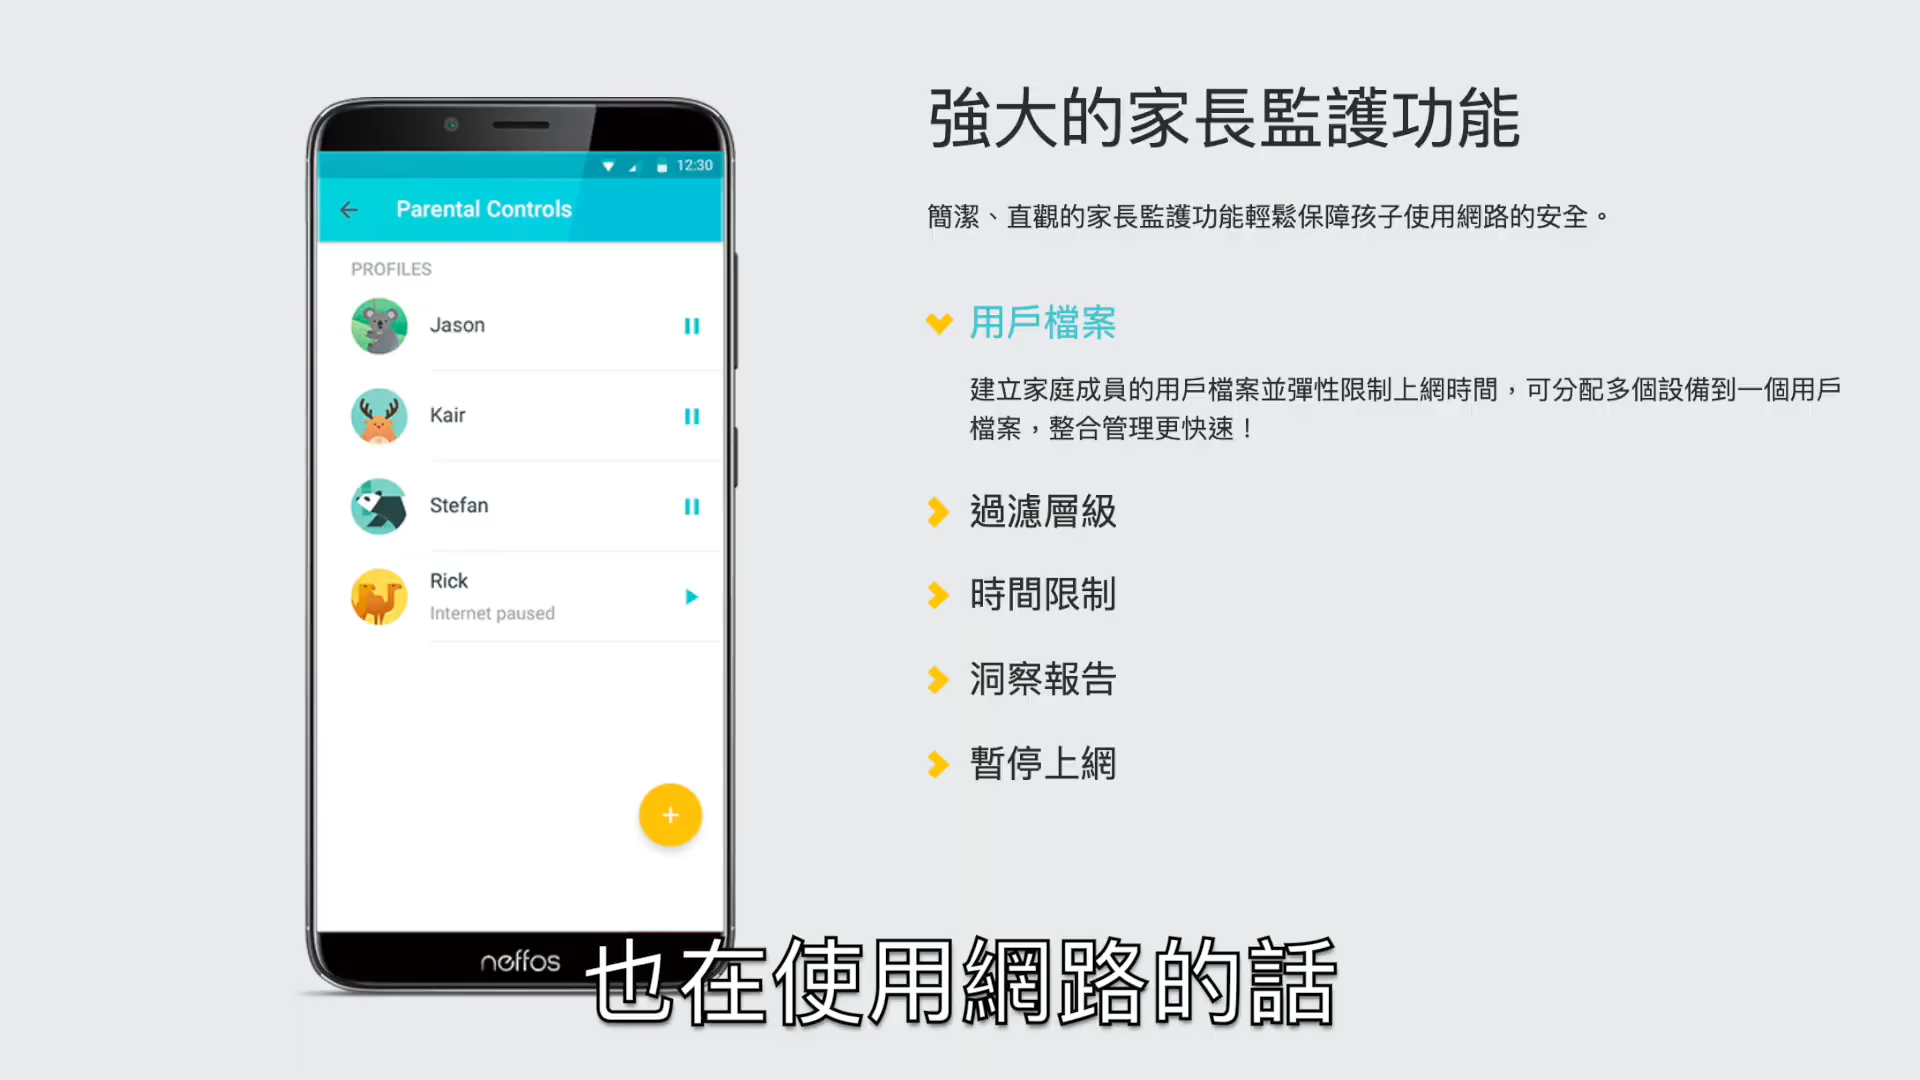 12:30
Parental Controls
PROFILES
Jason
Kair
Stefan
Rick
Internet paused
+
neffos
強大的家長監護功能
簡潔、直觀的家長監護功能輕鬆保障孩子使用網路的安全。
用戶檔案
建立家庭成員的用戶檔案並彈性限制上網時間，可分配多個設備到一個用戶
檔案，整合管理更快速！
過濾層級
時間限制
洞察報告
暫停上網
也在使用網路的話